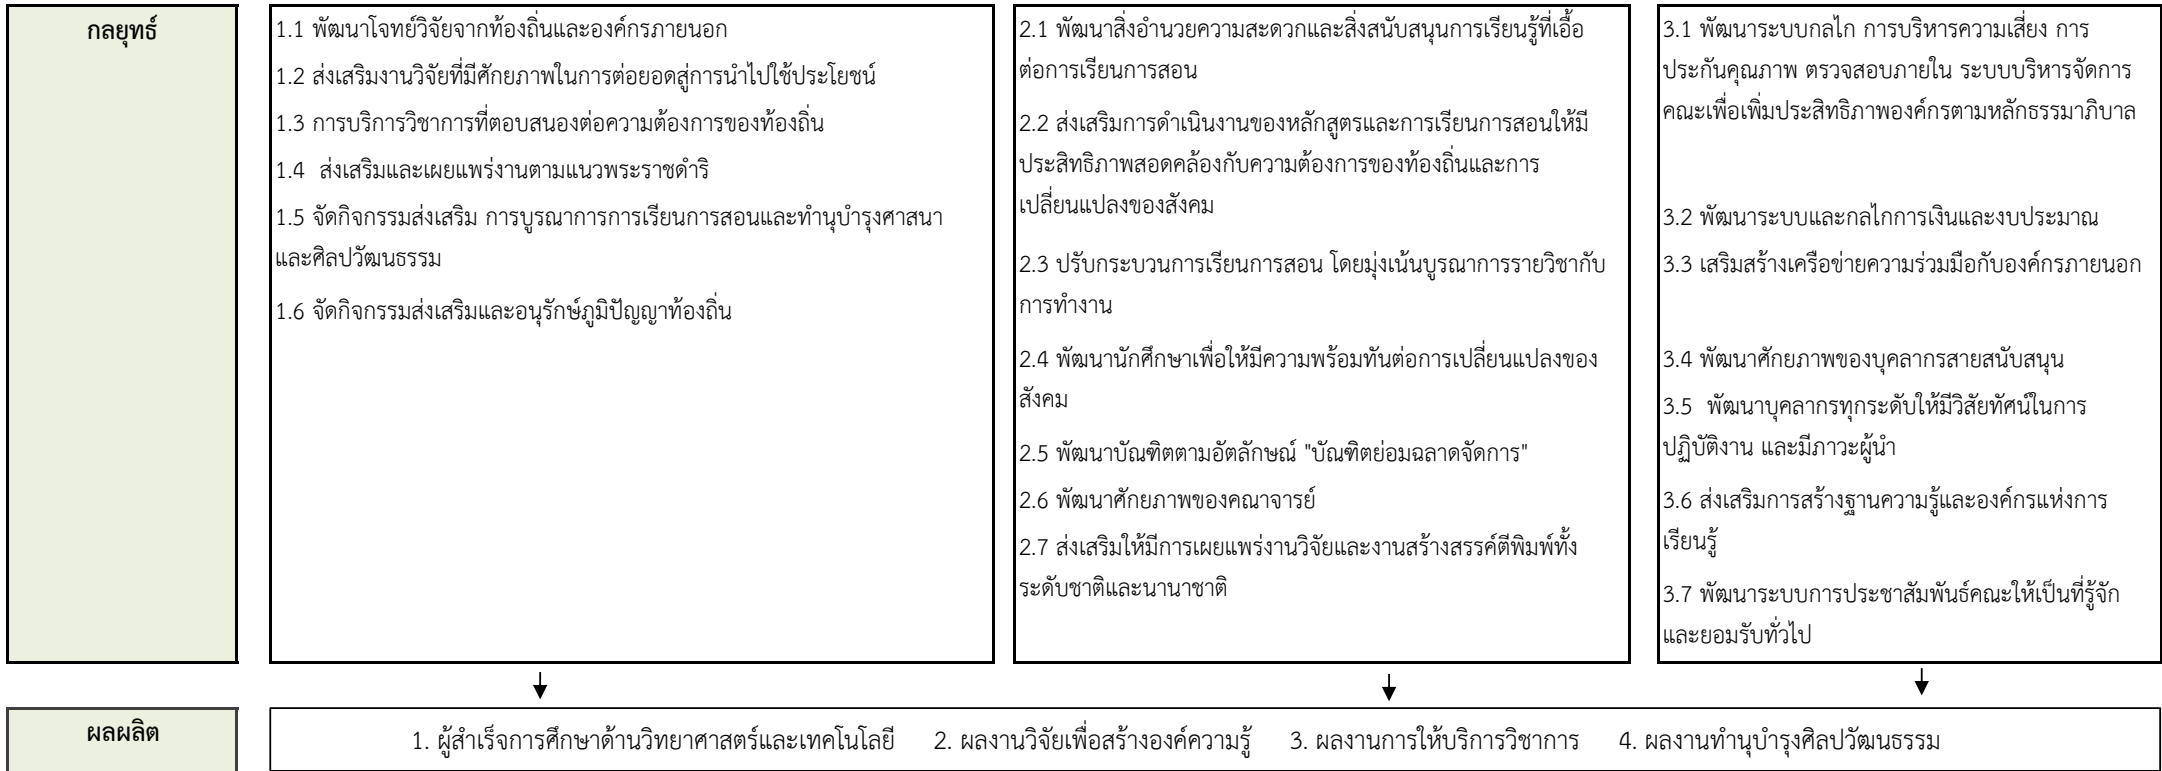 กลยุทธ์
1.1 พัฒนาโจทย์วิจัยจากท้องถิ่นและองค์กรภายนอก
1.2 ส่งเสริมงานวิจัยที่มีศักยภาพในการต่อยอดสู่การนำไปใช้ประโยชน์
1.3 การบริการวิชาการที่ตอบสนองต่อความต้องการของท้องถิ่น
1.4 ส่งเสริมและเผยแพร่งานตามแนวพระราชดำริ
1.5 จัดกิจกรรมส่งเสริม การบูรณาการการเรียนการสอนและทำนุบำรุงศาสนา
และศิลปวัฒนธรรม
1.6 จัดกิจกรรมส่งเสริมและอนุรักษ์ภูมิปัญญาท้องถิ่น
2.1 พัฒนาสิ่งอำนวยความสะดวกและสิ่งสนับสนุนการเรียนรู้ที่เอื้อ
ต่อการเรียนการสอน
2.2 ส่งเสริมการดำเนินงานของหลักสูตรและการเรียนการสอนให้มี
ประสิทธิภาพสอดคล้องกับความต้องการของท้องถิ่นและการ
เปลี่ยนแปลงของสังคม
2.3 ปรับกระบวนการเรียนการสอน โดยมุ่งเน้นบูรณาการรายวิชากับ
การทำงาน
2.4 พัฒนานักศึกษาเพื่อให้มีความพร้อมทันต่อการเปลี่ยนแปลงของ
สังคม
2.5 พัฒนาบัณฑิตตามอัตลักษณ์ "บัณฑิตย่อมฉลาดจัดการ"
2.6 พัฒนาศักยภาพของคณาจารย์
2.7 ส่งเสริมให้มีการเผยแพร่งานวิจัยและงานสร้างสรรค์ตีพิมพ์ทั้ง
ระดับชาติและนานาชาติ
3.1 พัฒนาระบบกลไก การบริหารความเสี่ยง การ
ประกันคุณภาพ ตรวจสอบภายใน ระบบบริหารจัดการ
คณะเพื่อเพิ่มประสิทธิภาพองค์กรตามหลักธรรมาภิบาล
3.2 พัฒนาระบบและกลไกการเงินและงบประมาณ
3.3 เสริมสร้างเครือข่ายความร่วมมือกับองค์กรภายนอก
3.4 พัฒนาศักยภาพของบุคลากรสายสนับสนุน
3.5 พัฒนาบุคลากรทุกระดับให้มีวิสัยทัศน์ในการ
ปฏิบัติงาน และมีภาวะผู้นำ
3.6 ส่งเสริมการสร้างฐานความรู้และองค์กรแห่งการ
เรียนรู้
3.7 พัฒนาระบบการประชาสัมพันธ์คณะให้เป็นที่รู้จัก
และยอมรับทั่วไป
ผลผลิต
1. ผู้สำเร็จการศึกษาด้านวิทยาศาสตร์และเทคโนโลยี 2. ผลงานวิจัยเพื่อสร้างองค์ความรู้ 3. ผลงานการให้บริการวิชาการ 4. ผลงานทำนุบำรุงศิลปวัฒนธรรม